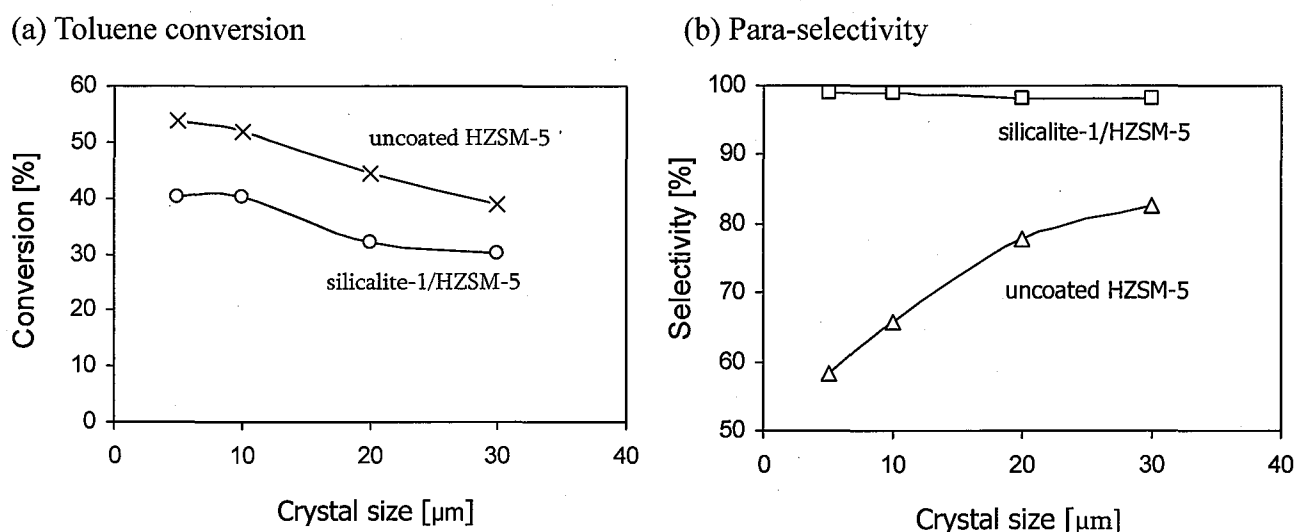 (a) Toluene conversion
60
50
40
30
20
10
0
0 10 20 30 40
Conversion [%]
Crystal size [µm]
uncoated HZSM-5
silicalite-1/HZSM-5
(b) Para-selectivity
100
90
80
70
60
50
0 10 20 30 40
Selectivity [%]
Crystal size [µm]
silicalite-1/HZSM-5
uncoated HZSM-5